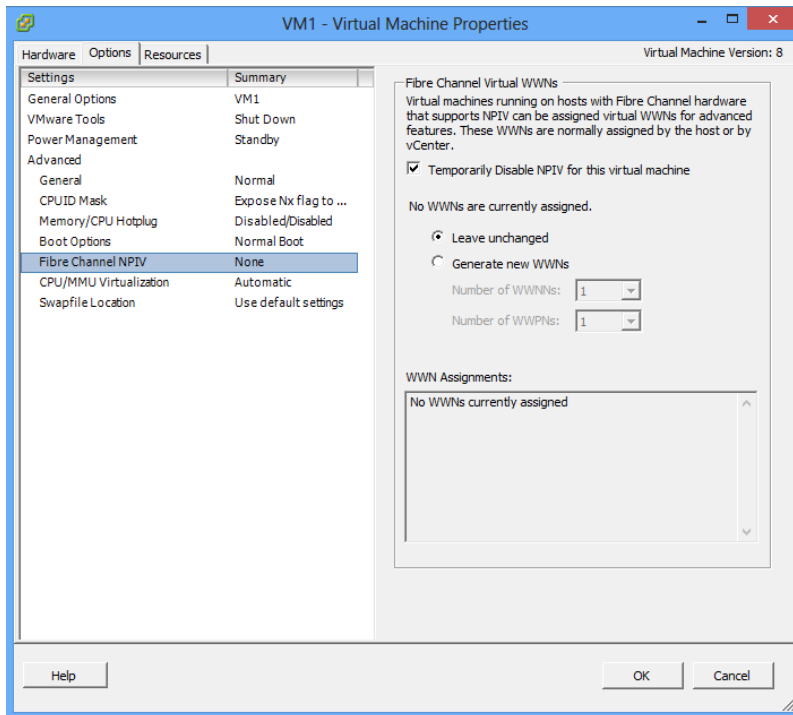 VM1 - Virtual Machine Properties
Hardware Options Resources Virtual Machine Version: 8
Settings Summary
General Options VM1
VMware Tools Shut Down
Power Management Standby
Advanced
General Normal
CPUID Mask Expose Nx flag to ...
Memory/CPU Hotplug Disabled/Disabled
Boot Options Normal Boot
Fibre Channel NPIV None
CPU/MMU Virtualization Automatic
Swapfile Location Use default settings
Fibre Channel Virtual WWNs
Virtual machines running on hosts with Fibre Channel hardware
that supports NPIV can be assigned virtual WWNs for advanced
features. These WWNs are normally assigned by the host or by
vCenter.
Temporarily Disable NPIV for this virtual machine
No WWNs are currently assigned.
Leave unchanged
Generate new WWNs
Number of WWNNs: 1
Number of WWPNs: 1
WWN Assignments:
No WWNs currently assigned
Help OK Cancel